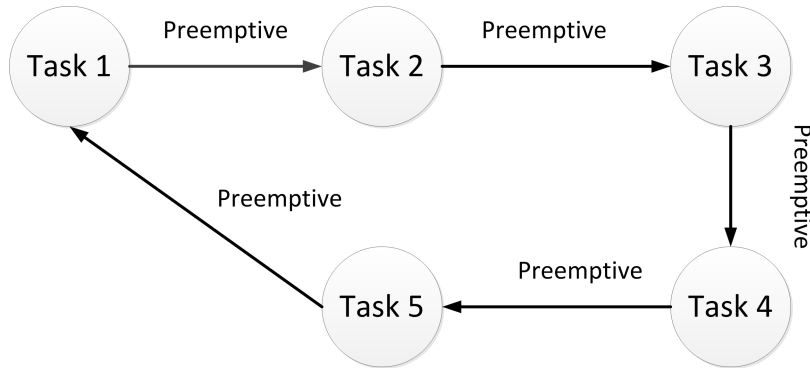 Preemptive
Preemptive
Task 1
Task 2
Task 3
Preemptive
Preemptive
Preemptive
Task 5
Task 4